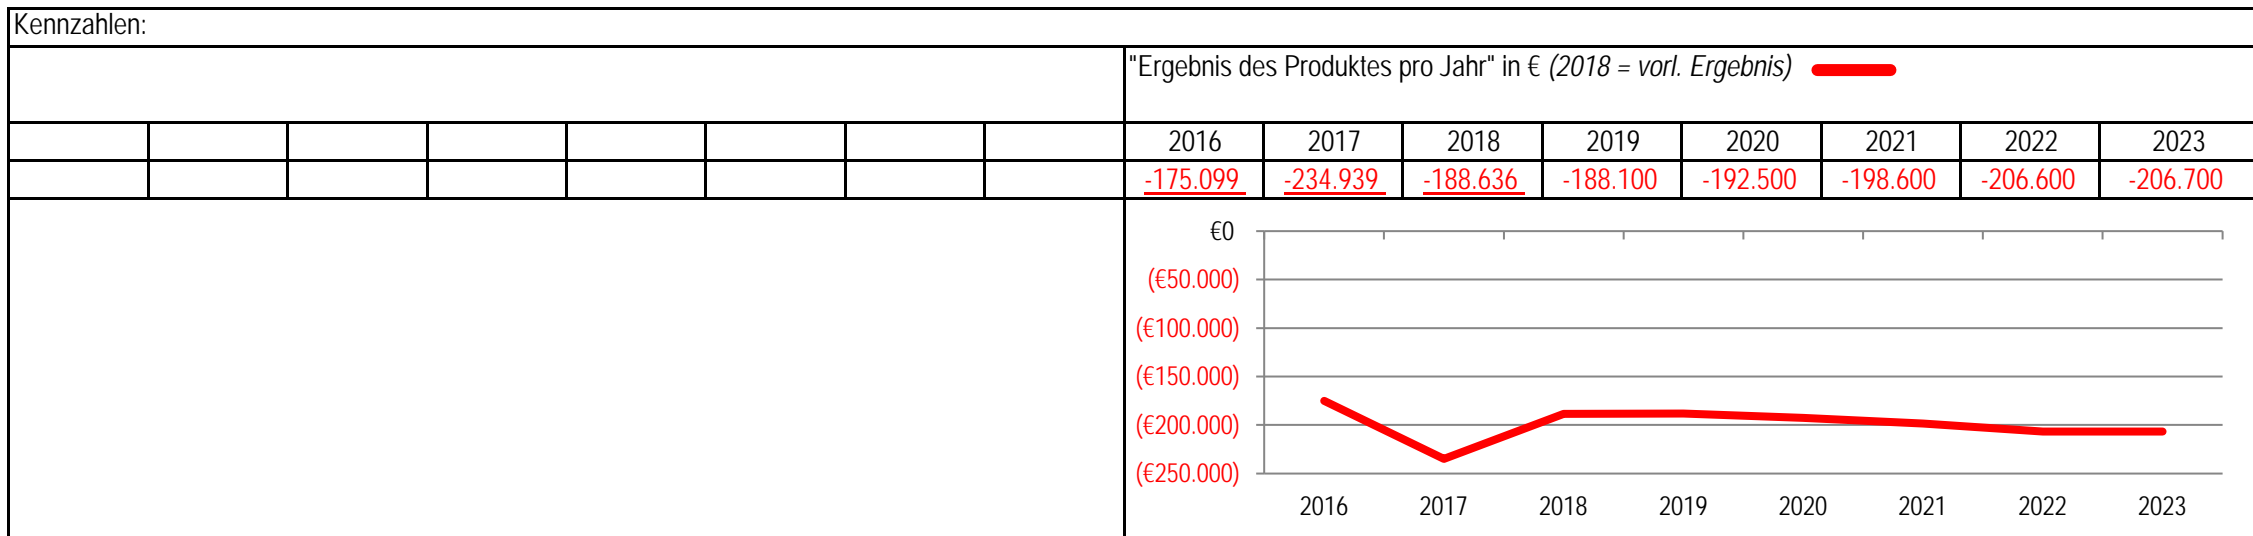 Kennzahlen:
"Ergebnis des Produktes pro Jahr" in € (2018 = vorl. Ergebnis)
2016 2017 2018 2019 2020 2021 2022 2023
-175.099 -234.939 -188.636 -188.100 -192.500 -198.600 -206.600 -206.700
€0
(€50.000)
(€100.000)
(€150.000)
(€200.000)
(€250.000)
2016 2017 2018 2019 2020 2021 2022 2023